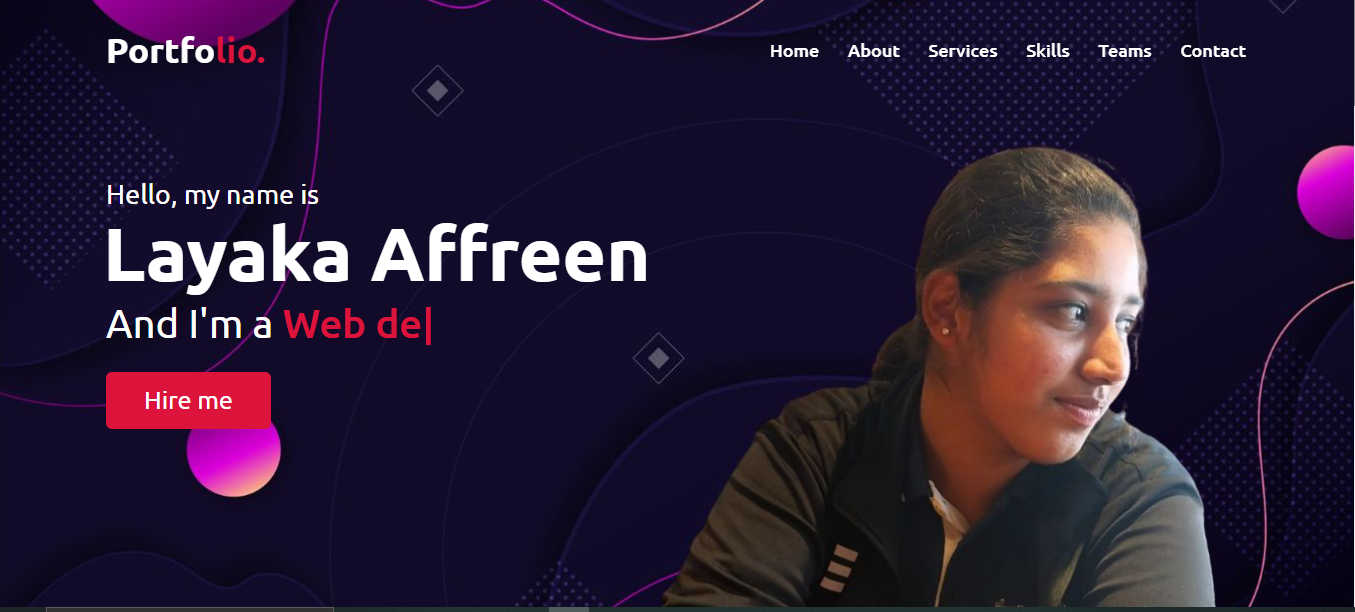 Portfolio.
Home About Services Skills Teams Contact
Hello, my name is
Layaka Affreen
And I'm a Web de|
Hire me